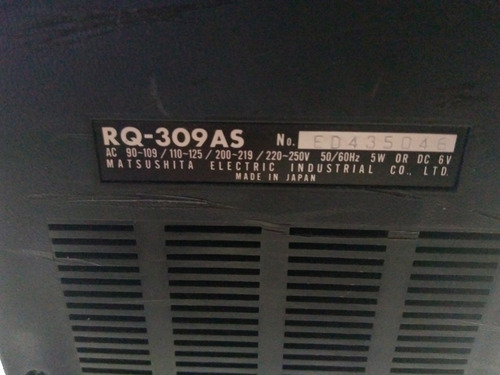 RQ-309AS No. FD435046
AC 90-109/110-125/200-219/220-250V 50/60Hz 5W OR DC 6V
MATSUSHITA ELECTRIC INDUSTRIAL CO., LTD.
MADE IN JAPAN